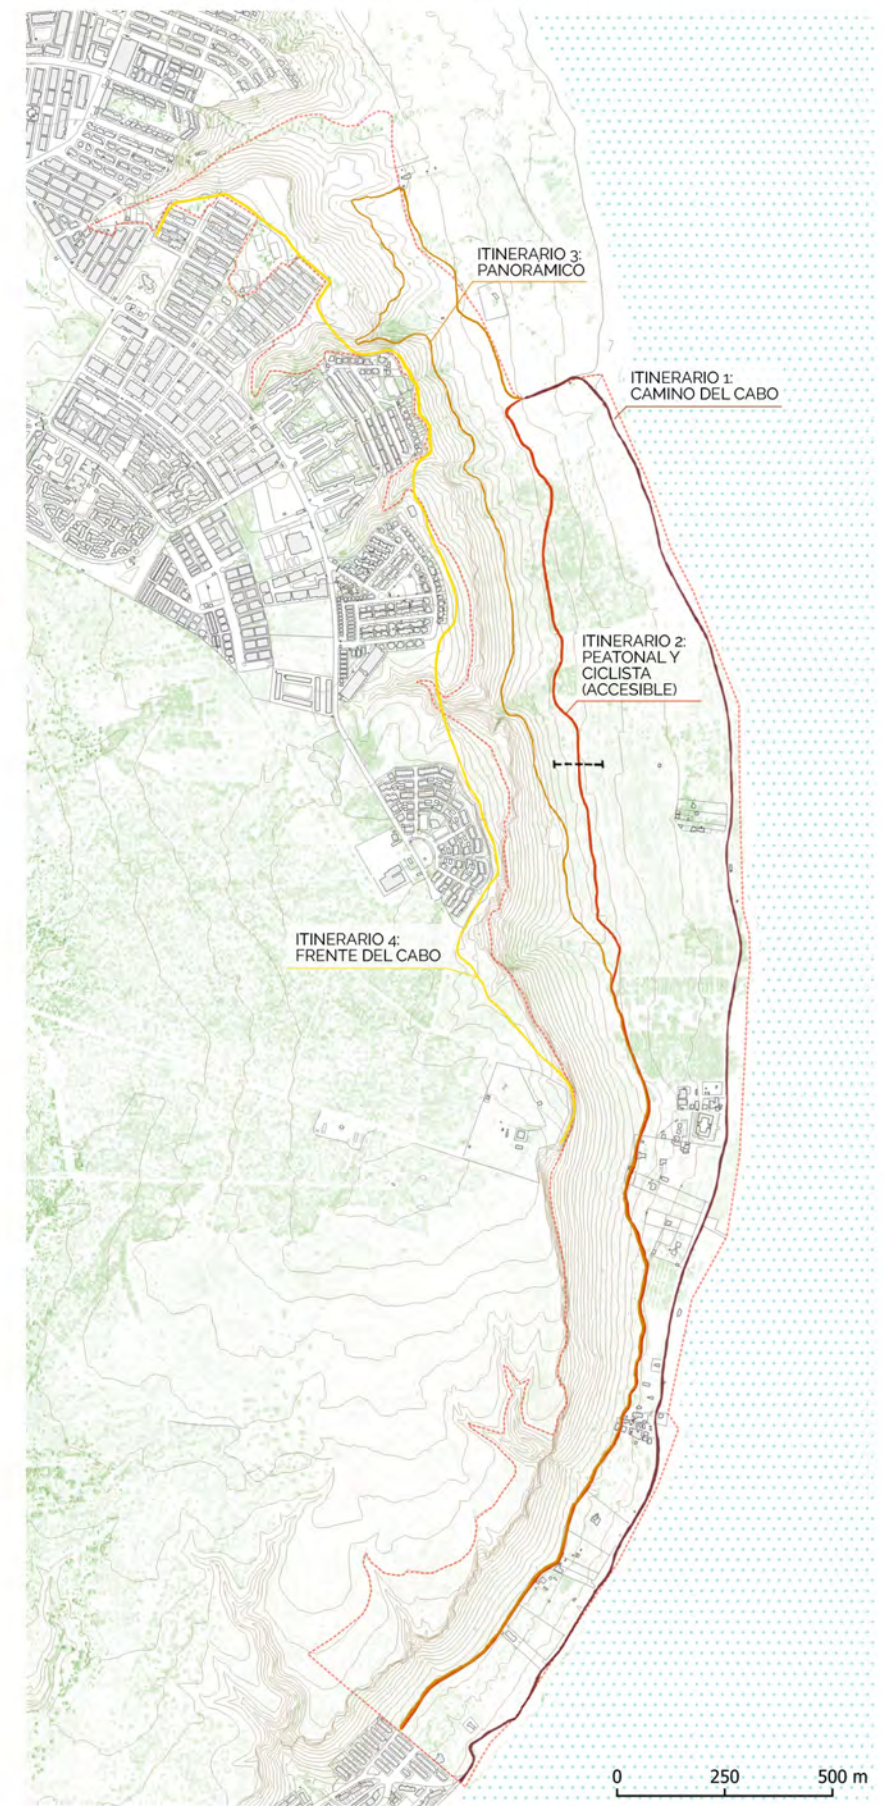 ITINERARIO 3:
PANORÁMICO
ITINERARIO 1:
CAMINO DEL CABO
ITINERARIO 2:
PEATONAL Y
CICLISTA
(ACCESIBLE)
ITINERARIO 4:
FRENTE DEL CABO
0 250 500 m